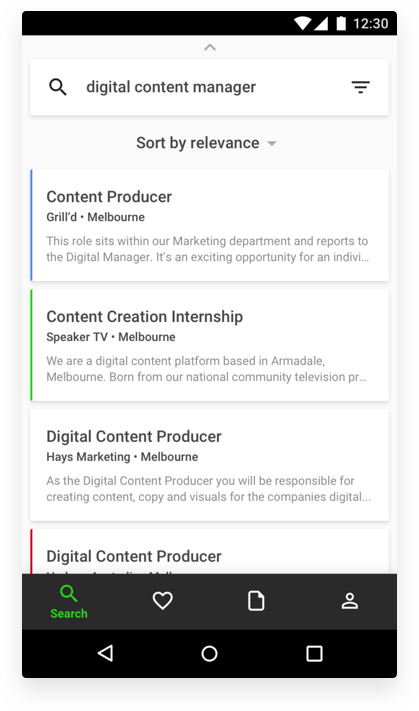 12:30
digital content manager
Sort by relevance
Content Producer
Grill'd • Melbourne
This role sits within our Marketing department and reports to
the Digital Manager. It's an exciting opportunity for an indivi...
Content Creation Internship
Speaker TV • Melbourne
We are a digital content platform based in Armadale,
Melbourne. Born from our national community television pr...
Digital Content Producer
Hays Marketing • Melbourne
As the Digital Content Producer you will be responsible for
creating content, copy and visuals for the companies digital...
Digital Content Producer
Search